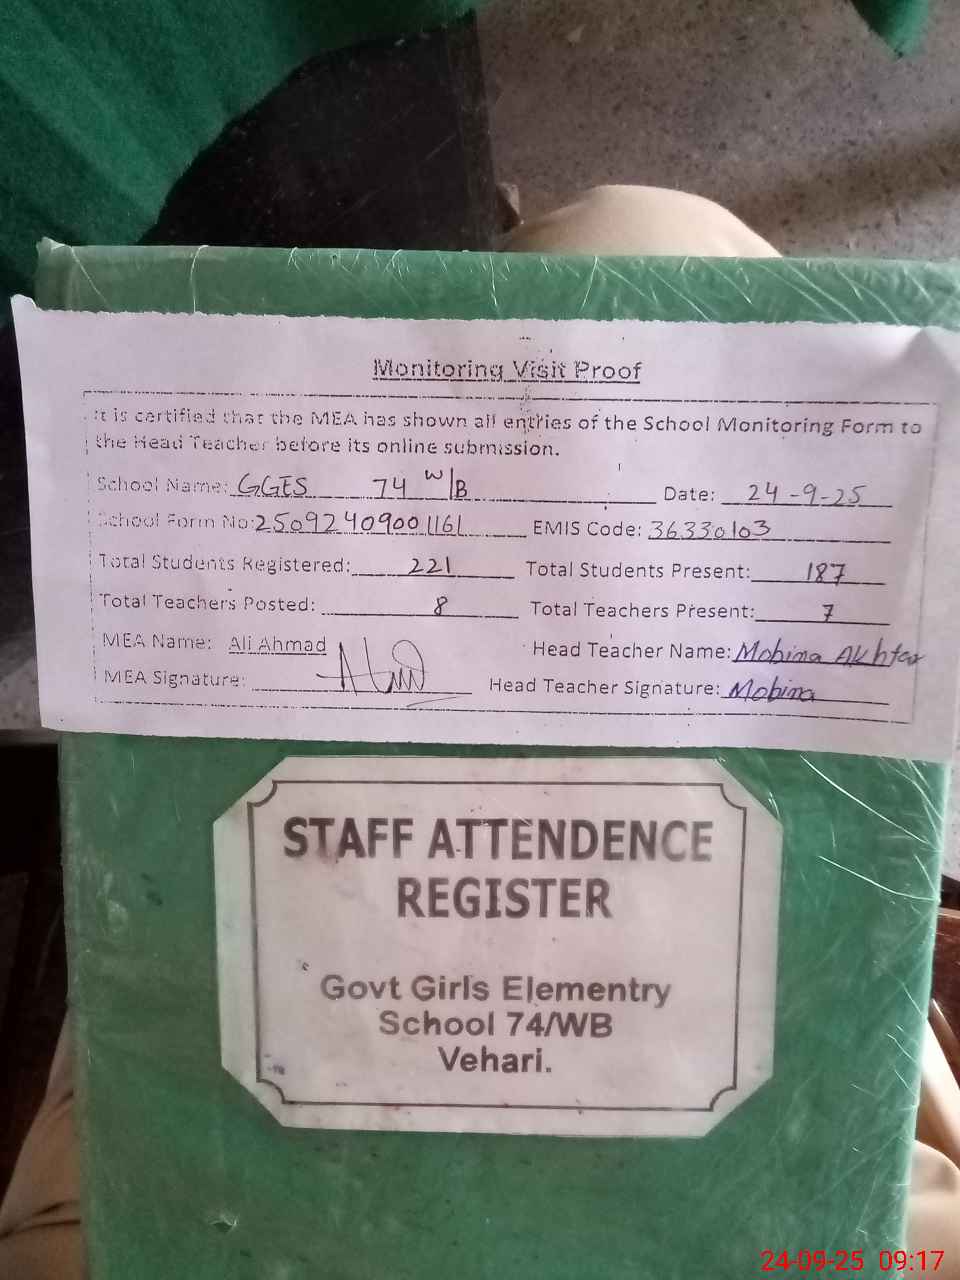 Monitoring Visit Proof
It is certified that the MEA has shown all entries of the School Monitoring Form to
the Head Teacher before its online submission.
School Name: GGES 74 W/B Date: 24-9-25
School Form No: 25092409001161 EMIS Code: 36330103
Total Students Registered: 221 Total Students Present: 187
Total Teachers Posted: 8 Total Teachers Present: 7
MEA Name: Ali Ahmad Head Teacher Name: Mobina Akhtar
MEA Signature: Head Teacher Signature: Mobina
STAFF ATTENDENCE
REGISTER
Govt Girls Elementry
School 74/WB
Vehari.
24-09-25 09:17